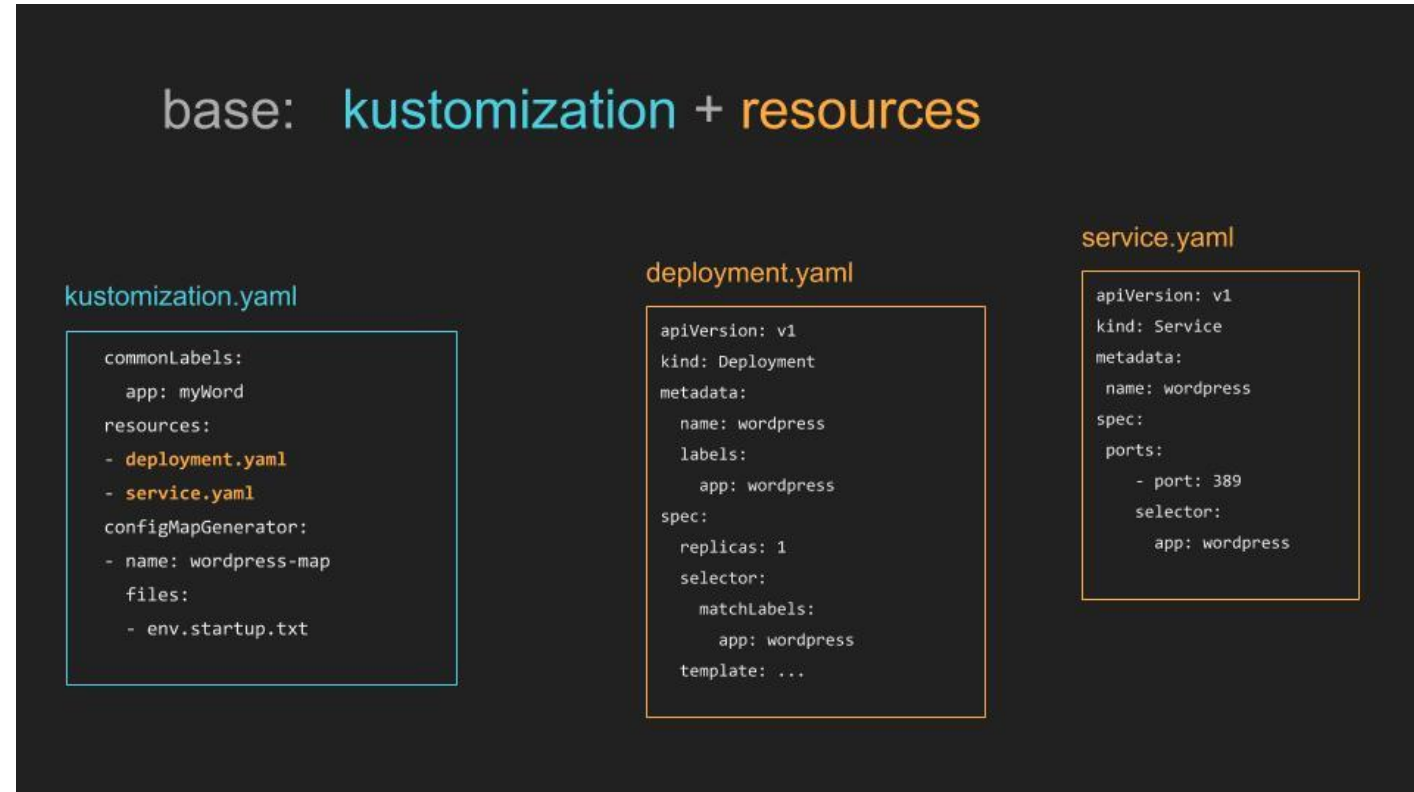 base: kustomization + resources
kustomization.yaml
commonLabels:
  app: myWord
resources:
- deployment.yaml
- service.yaml
configMapGenerator:
- name: wordpress-map
  files:
  - env.startup.txt
deployment.yaml
apiVersion: v1
kind: Deployment
metadata:
  name: wordpress
  labels:
    app: wordpress
spec:
  replicas: 1
  selector:
    matchLabels:
      app: wordpress
  template: ...
service.yaml
apiVersion: v1
kind: Service
metadata:
 name: wordpress
spec:
 ports:
    - port: 389
    selector:
      app: wordpress